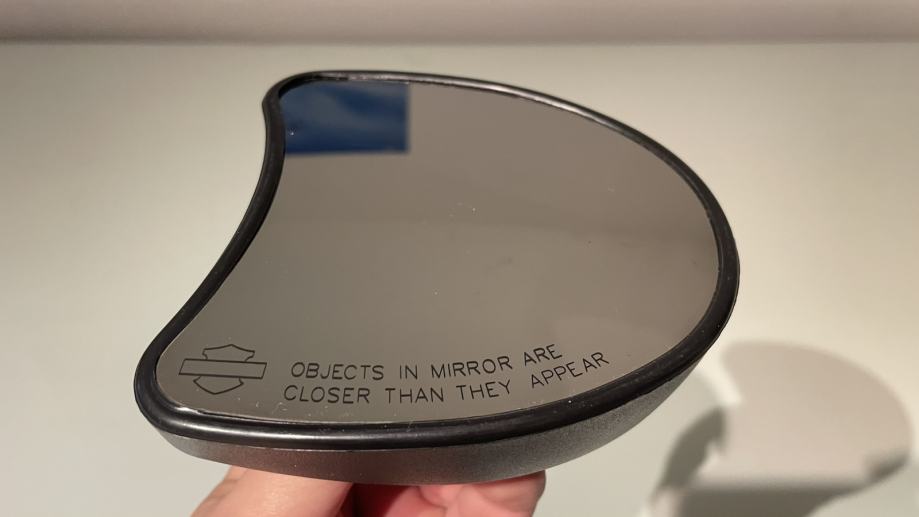 OBJECTS IN MIRROR ARE
CLOSER THAN THEY APPEAR